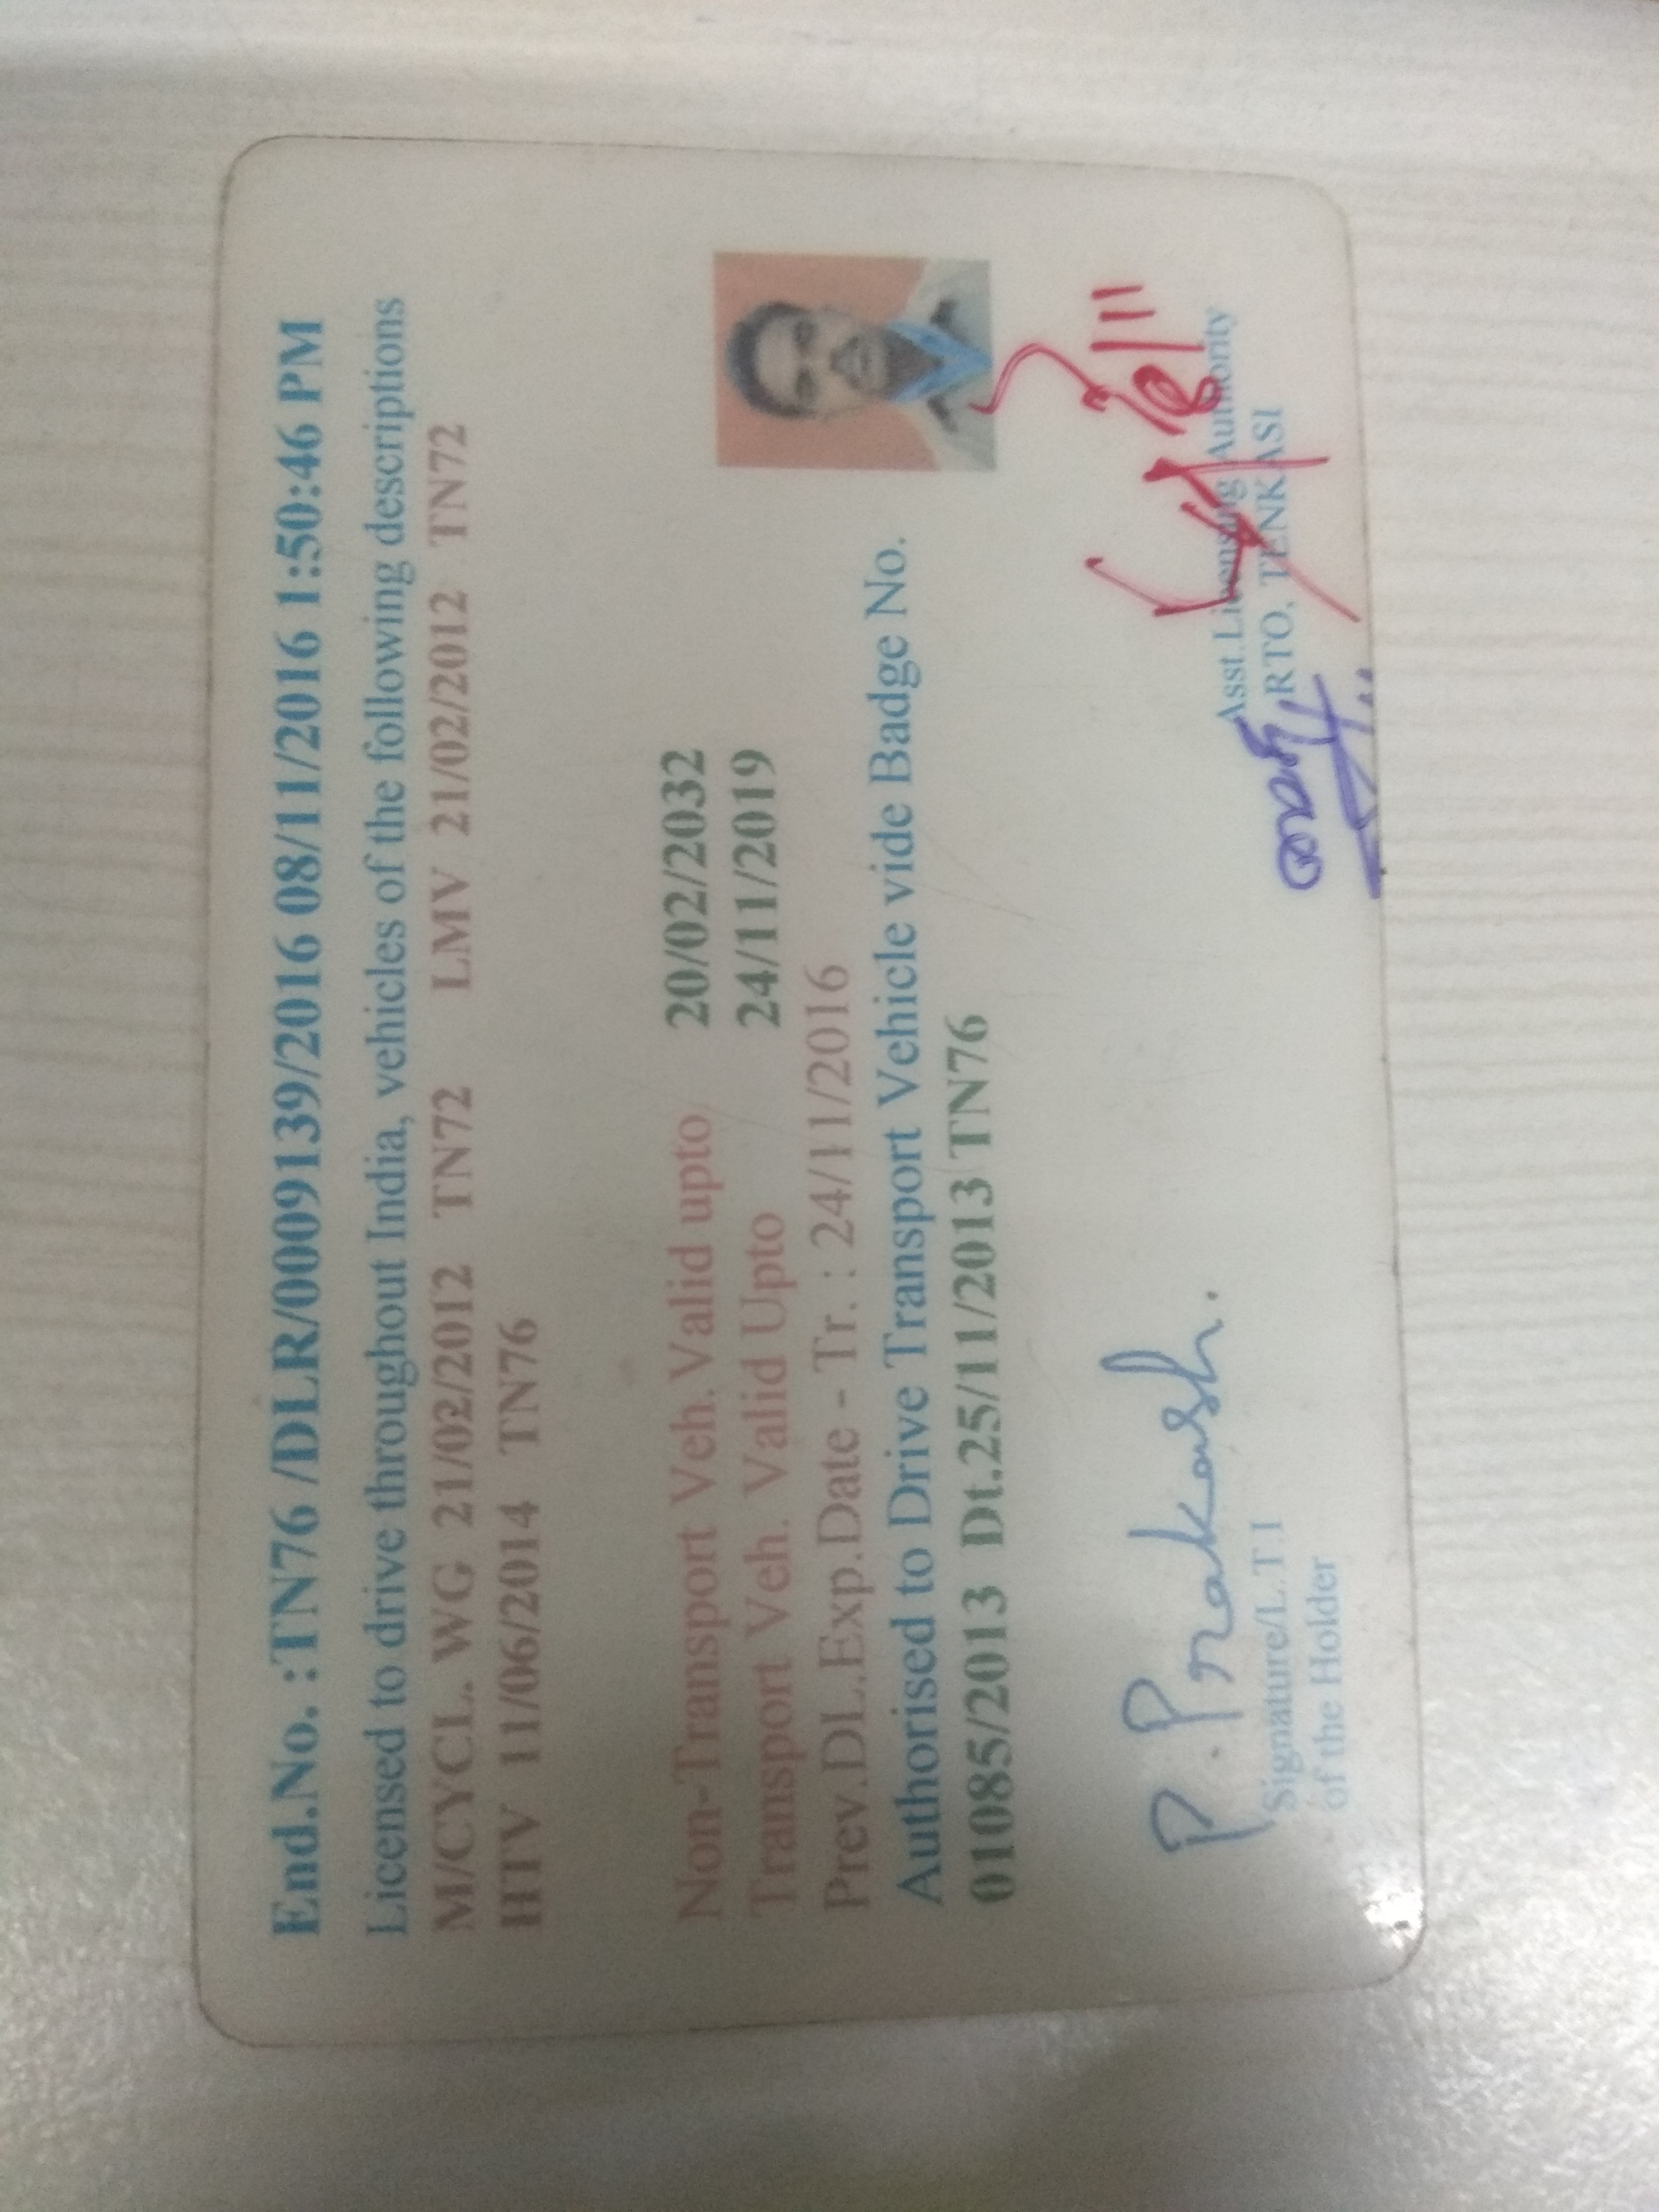 End.No. :TN76 /DLR/0009139/2016 08/11/2016 1:50:46 PM
Licensed to drive throughout India, vehicles of the following descriptions
M/CYCL. WG 21/02/2012 TN72 LMV 21/02/2012 TN72
HTV 11/06/2014 TN76
Non-Transport Veh.Valid upto 20/02/2032
Transport Veh. Valid Upto 24/11/2019
Prev.DL.Exp.Date - Tr. : 24/11/2016
Authorised to Drive Transport Vehicle vide Badge No.
01085/2013 Dt.25/11/2013 TN76
P. Prakash.
Signature/L.T.I
of the Holder
Asst.Licensing Authority
RTO, TENKASI